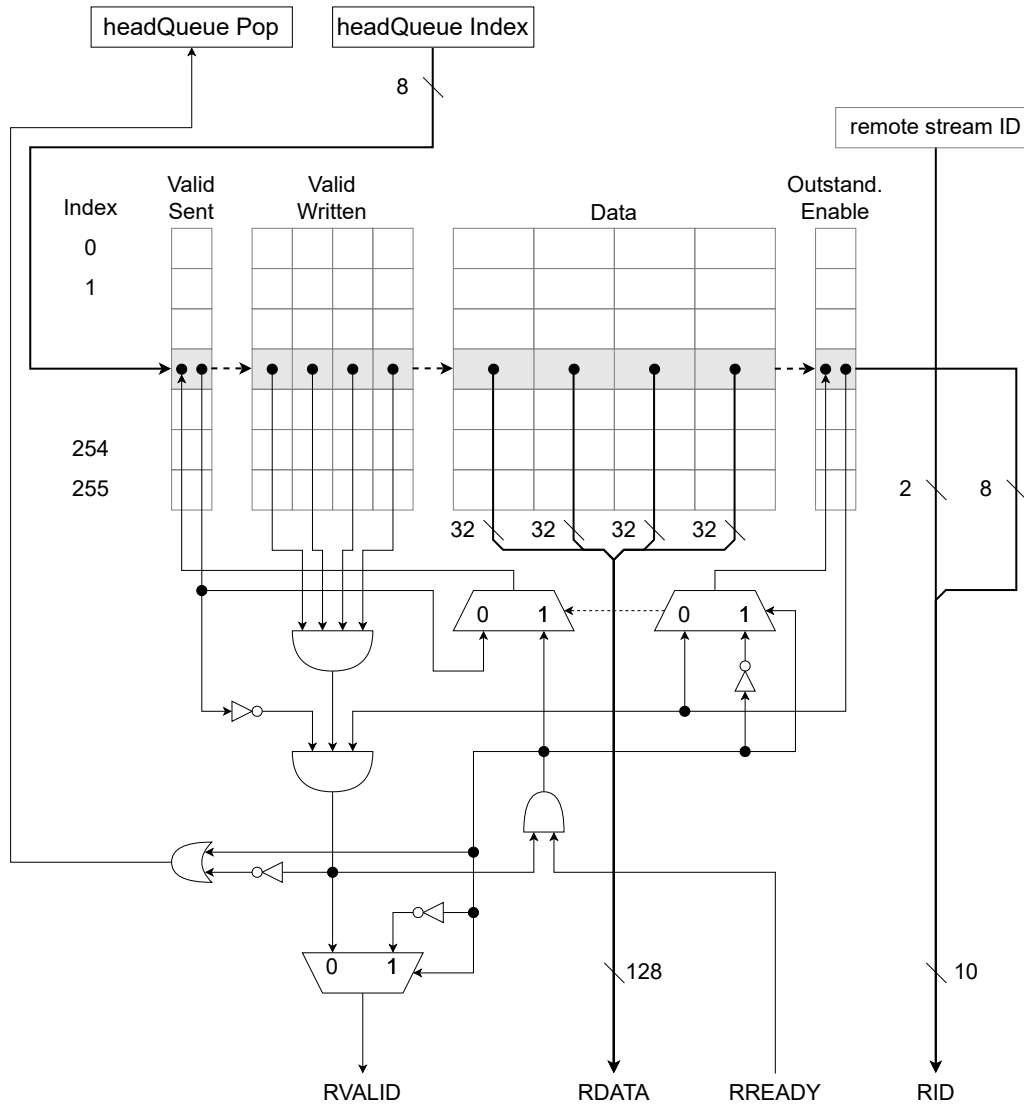 headQueue Pop
headQueue Index
8
remote stream ID
Index
Valid
Sent
Valid
Written
Data
Outstand.
Enable
0
1
254
255
2
8
32
32
32
32
0 1
0 1
0 1
128
10
RVALID
RDATA
RREADY
RID